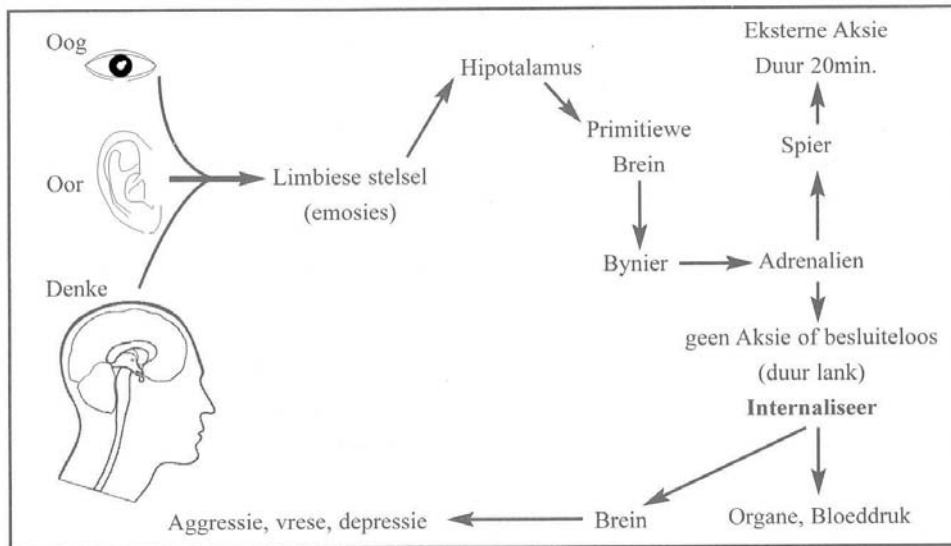 Oog
Oor
Denke
Limbiese stelsel
(emosies)
Hipotalamus
Primitiewe
Brein
Bynier
Adrenalien
Spier
Eksterne Aksie
Duur 20min.
geen Aksie of besluiteloos
(duur lank)
Internaliseer
Organe, Bloeddruk
Brein
Aggressie, vrese, depressie